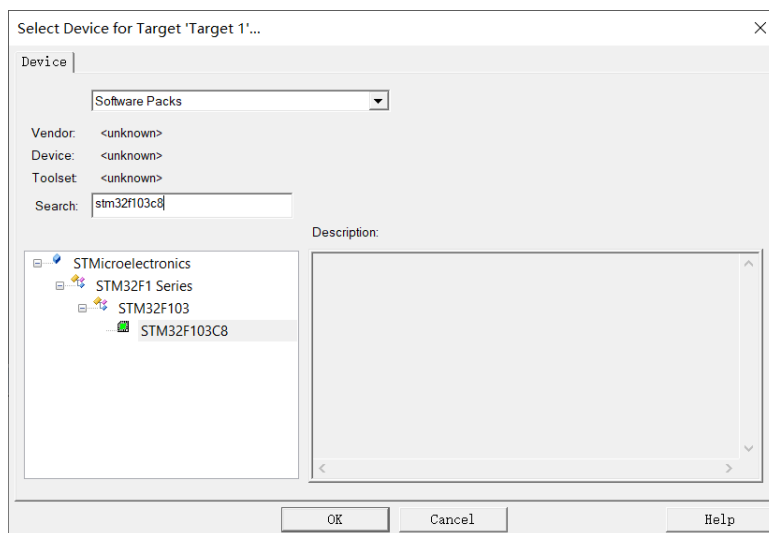 Select Device for Target 'Target 1'...
Device
Software Packs
Vendor: <unknown>
Device: <unknown>
Toolset <unknown>
Search: stm32f103c8
Description:
STMicroelectronics
STM32F1 Series
STM32F103
STM32F103C8
OK Cancel Help